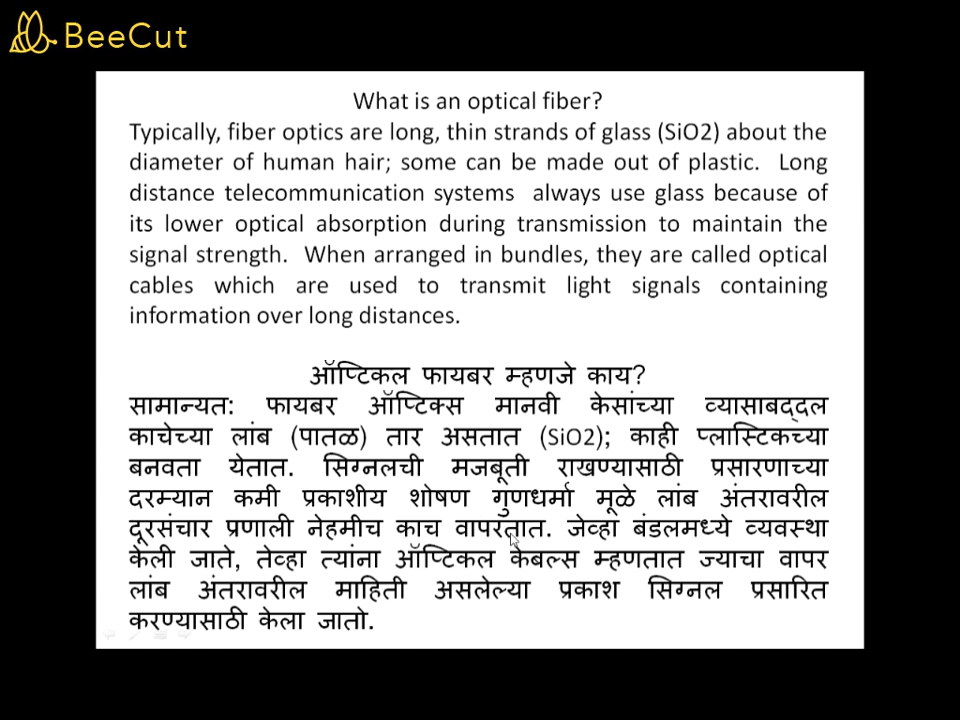 BeeCut
What is an optical fiber?
Typically, fiber optics are long, thin strands of glass (SiO2) about the
diameter of human hair; some can be made out of plastic. Long
distance telecommunication systems always use glass because of
its lower optical absorption during transmission to maintain the
signal strength. When arranged in bundles, they are called optical
cables which are used to transmit light signals containing
information over long distances.
ऑप्टिकल फायबर म्हणजे काय?
सामान्यत: फायबर ऑप्टिक्स मानवी केसांच्या व्यासाबद्दल
काचेच्या लांब (पातळ) तार असतात (SiO2); काही प्लास्टिकच्या
बनवता येतात. सिग्नलची मजबूती राखण्यासाठी प्रसारणाच्या
दरम्यान कमी प्रकाशीय शोषण गुणधर्मा मूळे लांब अंतरावरील
दूरसंचार प्रणाली नेहमीच काच वापरतात. जेव्हा बंडलमध्ये व्यवस्था
केली जाते, तेव्हा त्यांना ऑप्टिकल केबल्स म्हणतात ज्याचा वापर
लांब अंतरावरील माहिती असलेल्या प्रकाश सिग्नल प्रसारित
करण्यासाठी केला जातो.